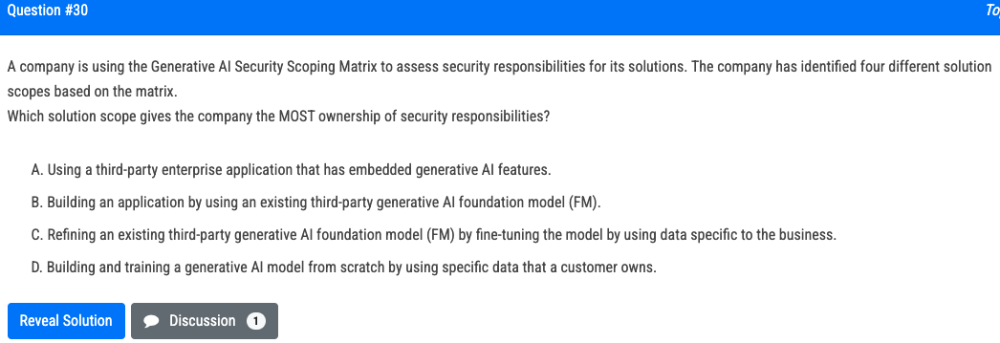 Question #30
To
A company is using the Generative AI Security Scoping Matrix to assess security responsibilities for its solutions. The company has identified four different solution
scopes based on the matrix.
Which solution scope gives the company the MOST ownership of security responsibilities?
A. Using a third-party enterprise application that has embedded generative AI features.
B. Building an application by using an existing third-party generative AI foundation model (FM).
C. Refining an existing third-party generative AI foundation model (FM) by fine-tuning the model by using data specific to the business.
D. Building and training a generative AI model from scratch by using specific data that a customer owns.
Reveal Solution
Discussion 1